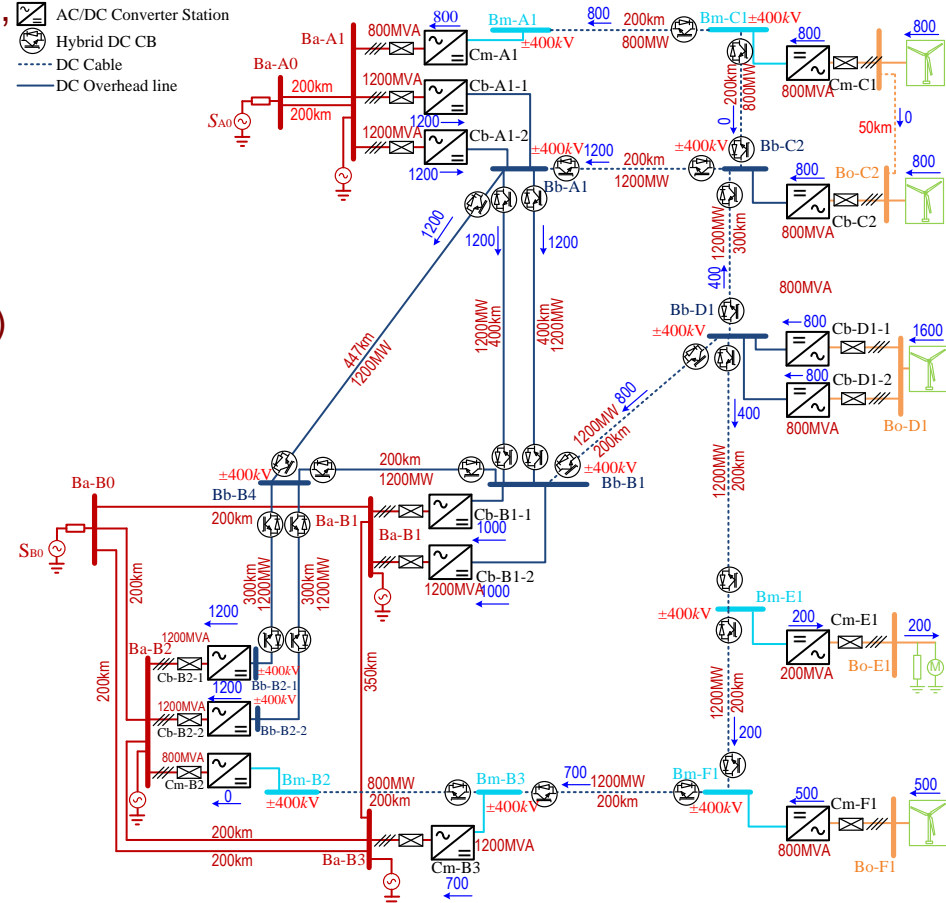 ,
AC/DC Converter Station
Hybrid DC CB
DC Cable
DC Overhead line
)
Ba-A0
200km
200km
SA0
Ba-A1
800MVA
800
Cm-A1
1200MVA
Cb-A1-1
1200
1200MVA
Cb-A1-2
1200
Bm-A1
±400kV
800
200km
800MW
Bm-C1
±400kV
800
800MVA
Cm-C1
800
200km
800MW
0
50km
0
±400kV
1200
Bb-A1
200km
1200MW
±400kV
Bb-C2
800
800MVA
Cb-C2
Bo-C2
800
1200
1200
1200
447km
1200MW
1200MW
400km
400km
1200MW
1200MW
300km
400
Bb-D1
±400kV
800MVA
800
Cb-D1-1
800
Cb-D1-2
800MVA
1600
Bo-D1
800
1200MW
200km
400
1200MW
200km
±400kV
Bb-B4
200km
1200MW
±400kV
Bb-B1
Ba-B0
SB0
200km
Ba-B1
Cb-B1-1
1000
Cb-B1-2
1200MVA
1000
200km
200km
300km
1200MW
300km
1200MW
350km
Ba-B2
1200MVA
1200
Cb-B2-1
±400kV
Bb-B2-1
1200MVA
1200
Cb-B2-2
±400kV
Bb-B2-2
800MVA
Cm-B2
0
Bm-B2
±400kV
800MW
200km
Bm-B3
±400kV
700
1200MW
200km
Bm-F1
±400kV
Bm-E1
±400kV
200
200MVA
Cm-E1
200
Bo-E1
M
1200MW
200km
200
500
800MVA
Cm-F1
500
Bo-F1
200km
200km
Ba-B3
Cm-B3
1200MVA
700